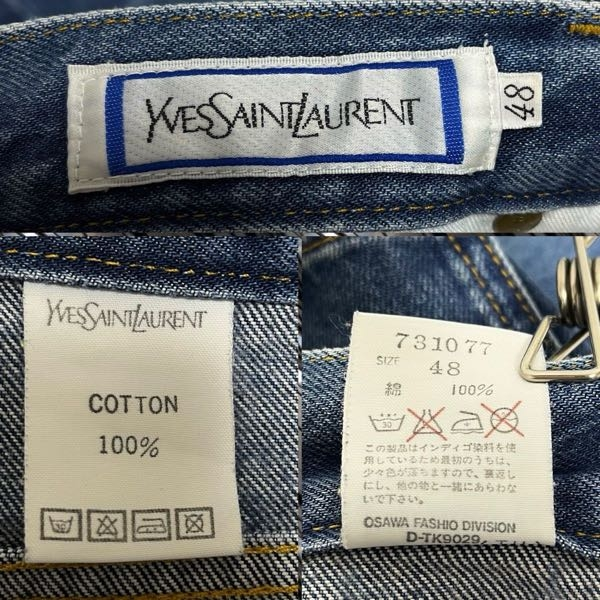 YVESSAINTLAURENT
48
YVESSAINTLAURENT
COTTON
100%
731077
SIZE 48
綿 100%
30
この製品はインディゴ染料を使
用しているため最初のうちは、
少々色が落ちますので、裏返し
にし、他の物と一緒にあらわな
いで下さい。
OSAWA FASHIO DIVISION
D-TK9029